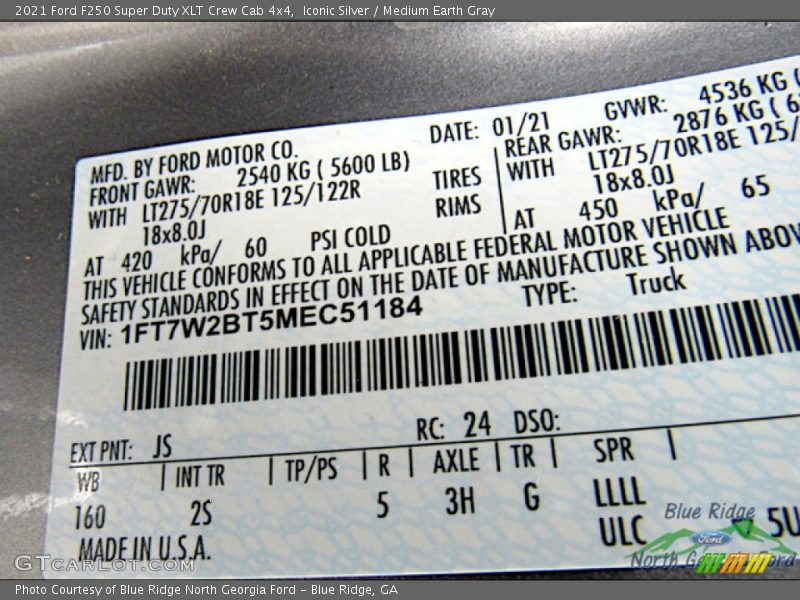 2021 Ford F250 Super Duty XLT Crew Cab 4x4, Iconic Silver / Medium Earth Gray
MFD. BY FORD MOTOR CO. DATE: 01/21 GVWR: 4536 KG (
FRONT GAWR: 2540 KG ( 5600 LB) REAR GAWR: 2876 KG ( 6
WITH LT275/70R18E 125/122R TIRES WITH LT275/70R18E 125/
18x8.0J RIMS 18x8.0J
AT 420 kPa/ 60 PSI COLD AT 450 kPa/ 65
THIS VEHICLE CONFORMS TO ALL APPLICABLE FEDERAL MOTOR VEHICLE
SAFETY STANDARDS IN EFFECT ON THE DATE OF MANUFACTURE SHOWN ABOV
VIN: 1FT7W2BT5MEC51184 TYPE: Truck
EXT PNT: JS RC: 24 DSO:
WB INT TR TP/PS R AXLE TR SPR
160 2S 5 3H G LLLL
ULC 5U
MADE IN U.S.A.
Blue Ridge
Ford
North Georgia Ford
GTcarlot.com
Photo Courtesy of Blue Ridge North Georgia Ford – Blue Ridge, GA